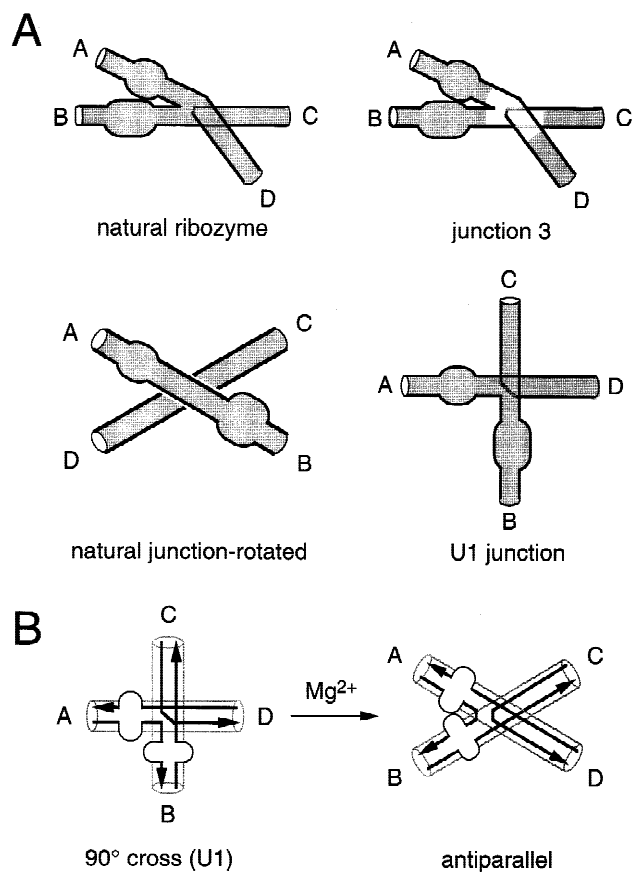 A
A
B
C
D
natural ribozyme
A
B
C
D
junction 3
A
C
D
B
natural junction-rotated
C
A
D
B
U1 junction
B
C
A
D
B
90° cross (U1)
Mg2+
A
C
B
D
antiparallel